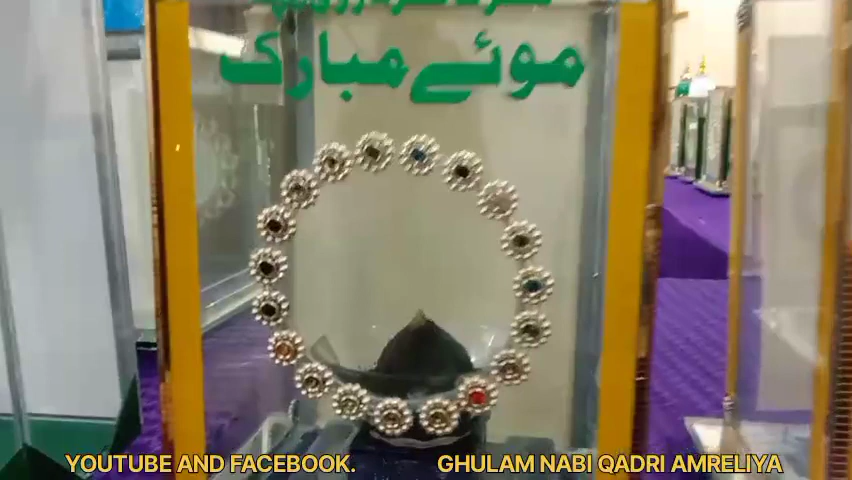 موئے مبارک
YOUTUBE AND FACEBOOK. GHULAM NABI QADRI AMRELIYA